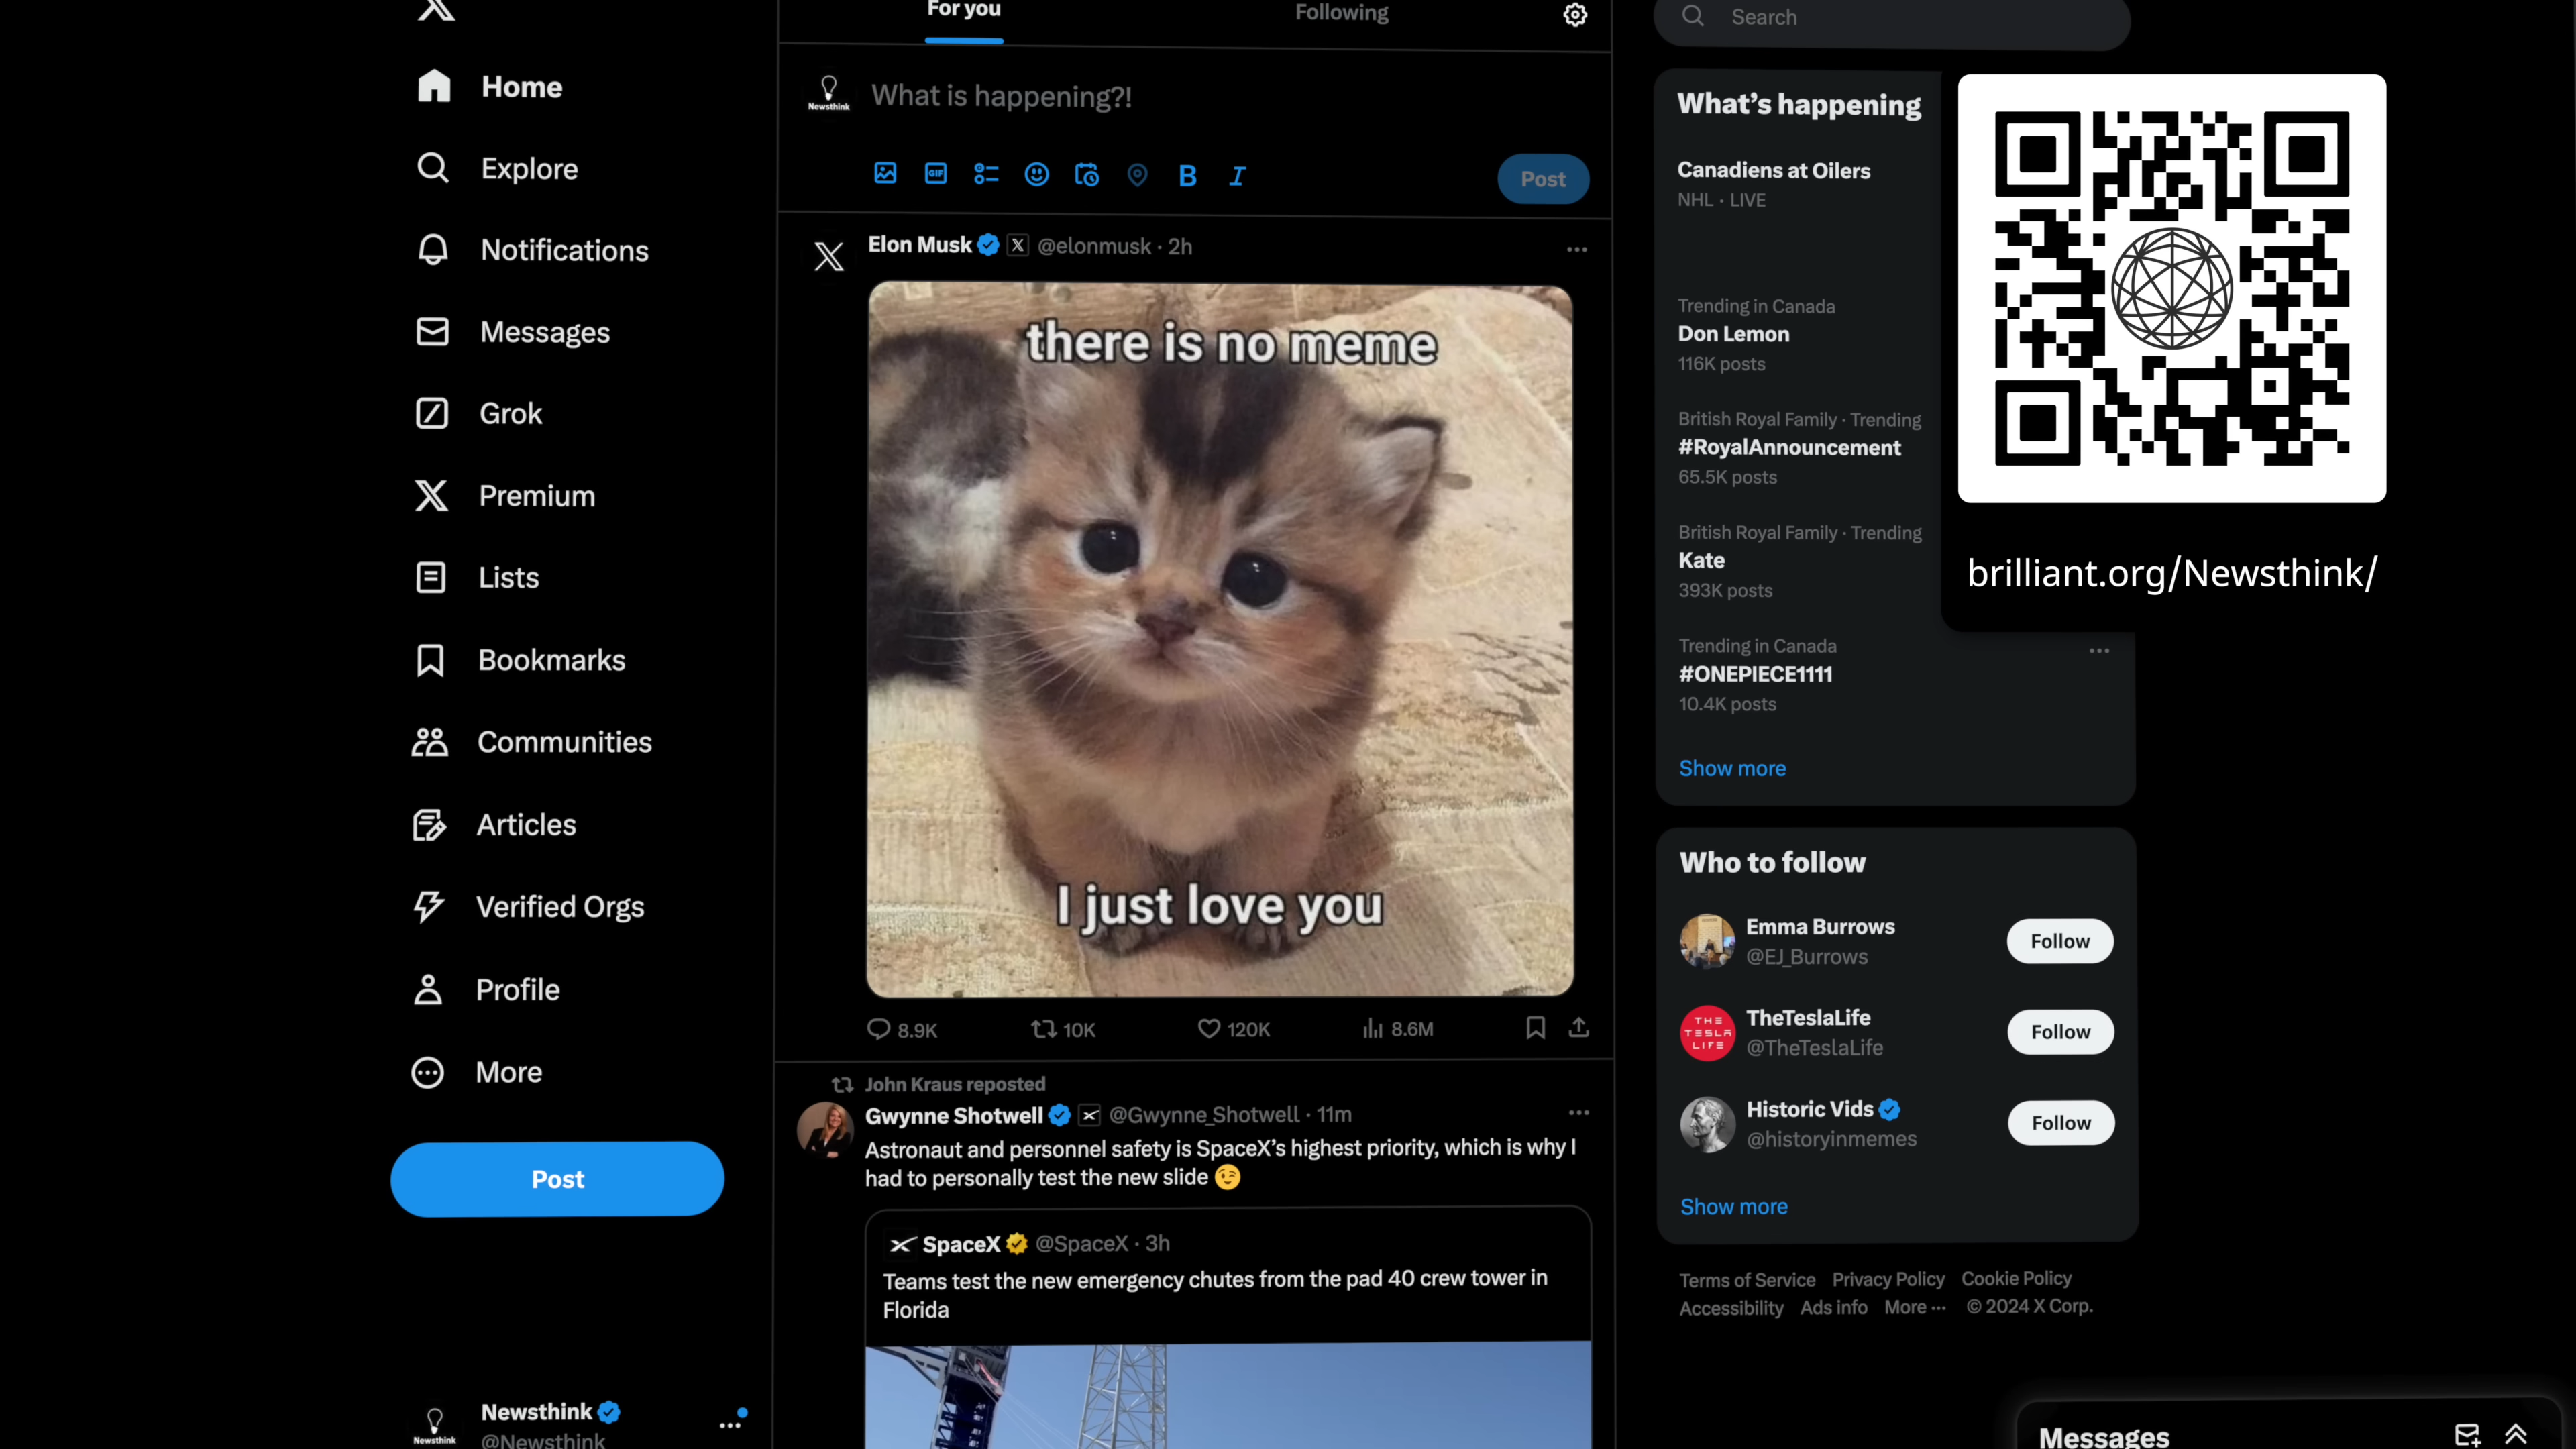 Home
Explore
Notifications
Messages
Grok
Premium
Lists
Bookmarks
Communities
Articles
Verified Orgs
Profile
More
Post
Newsthink
Newsthink
@Newsthink
For you
Following
Newsthink
What is happening?!
GIF
B
I
Post
Elon Musk @elonmusk · 2h
there is no meme
I just love you
8.9K
10K
120K
8.6M
John Kraus reposted
Gwynne Shotwell @Gwynne_Shotwell · 11m
Astronaut and personnel safety is SpaceX's highest priority, which is why I
had to personally test the new slide 😉
SpaceX @SpaceX · 3h
Teams test the new emergency chutes from the pad 40 crew tower in
Florida
Search
What's happening
Canadiens at Oilers
NHL · LIVE
Trending in Canada
Don Lemon
116K posts
British Royal Family · Trending
#RoyalAnnouncement
65.5K posts
British Royal Family · Trending
Kate
393K posts
Trending in Canada
#ONEPIECE1111
10.4K posts
Show more
brilliant.org/Newsthink/
Who to follow
Emma Burrows
@EJ_Burrows
Follow
THE
TESLA
LIFE
TheTeslaLife
@TheTeslaLife
Follow
Historic Vids
@historyinmemes
Follow
Show more
Terms of Service Privacy Policy Cookie Policy
Accessibility Ads info More ··· © 2024 X Corp.
Messages